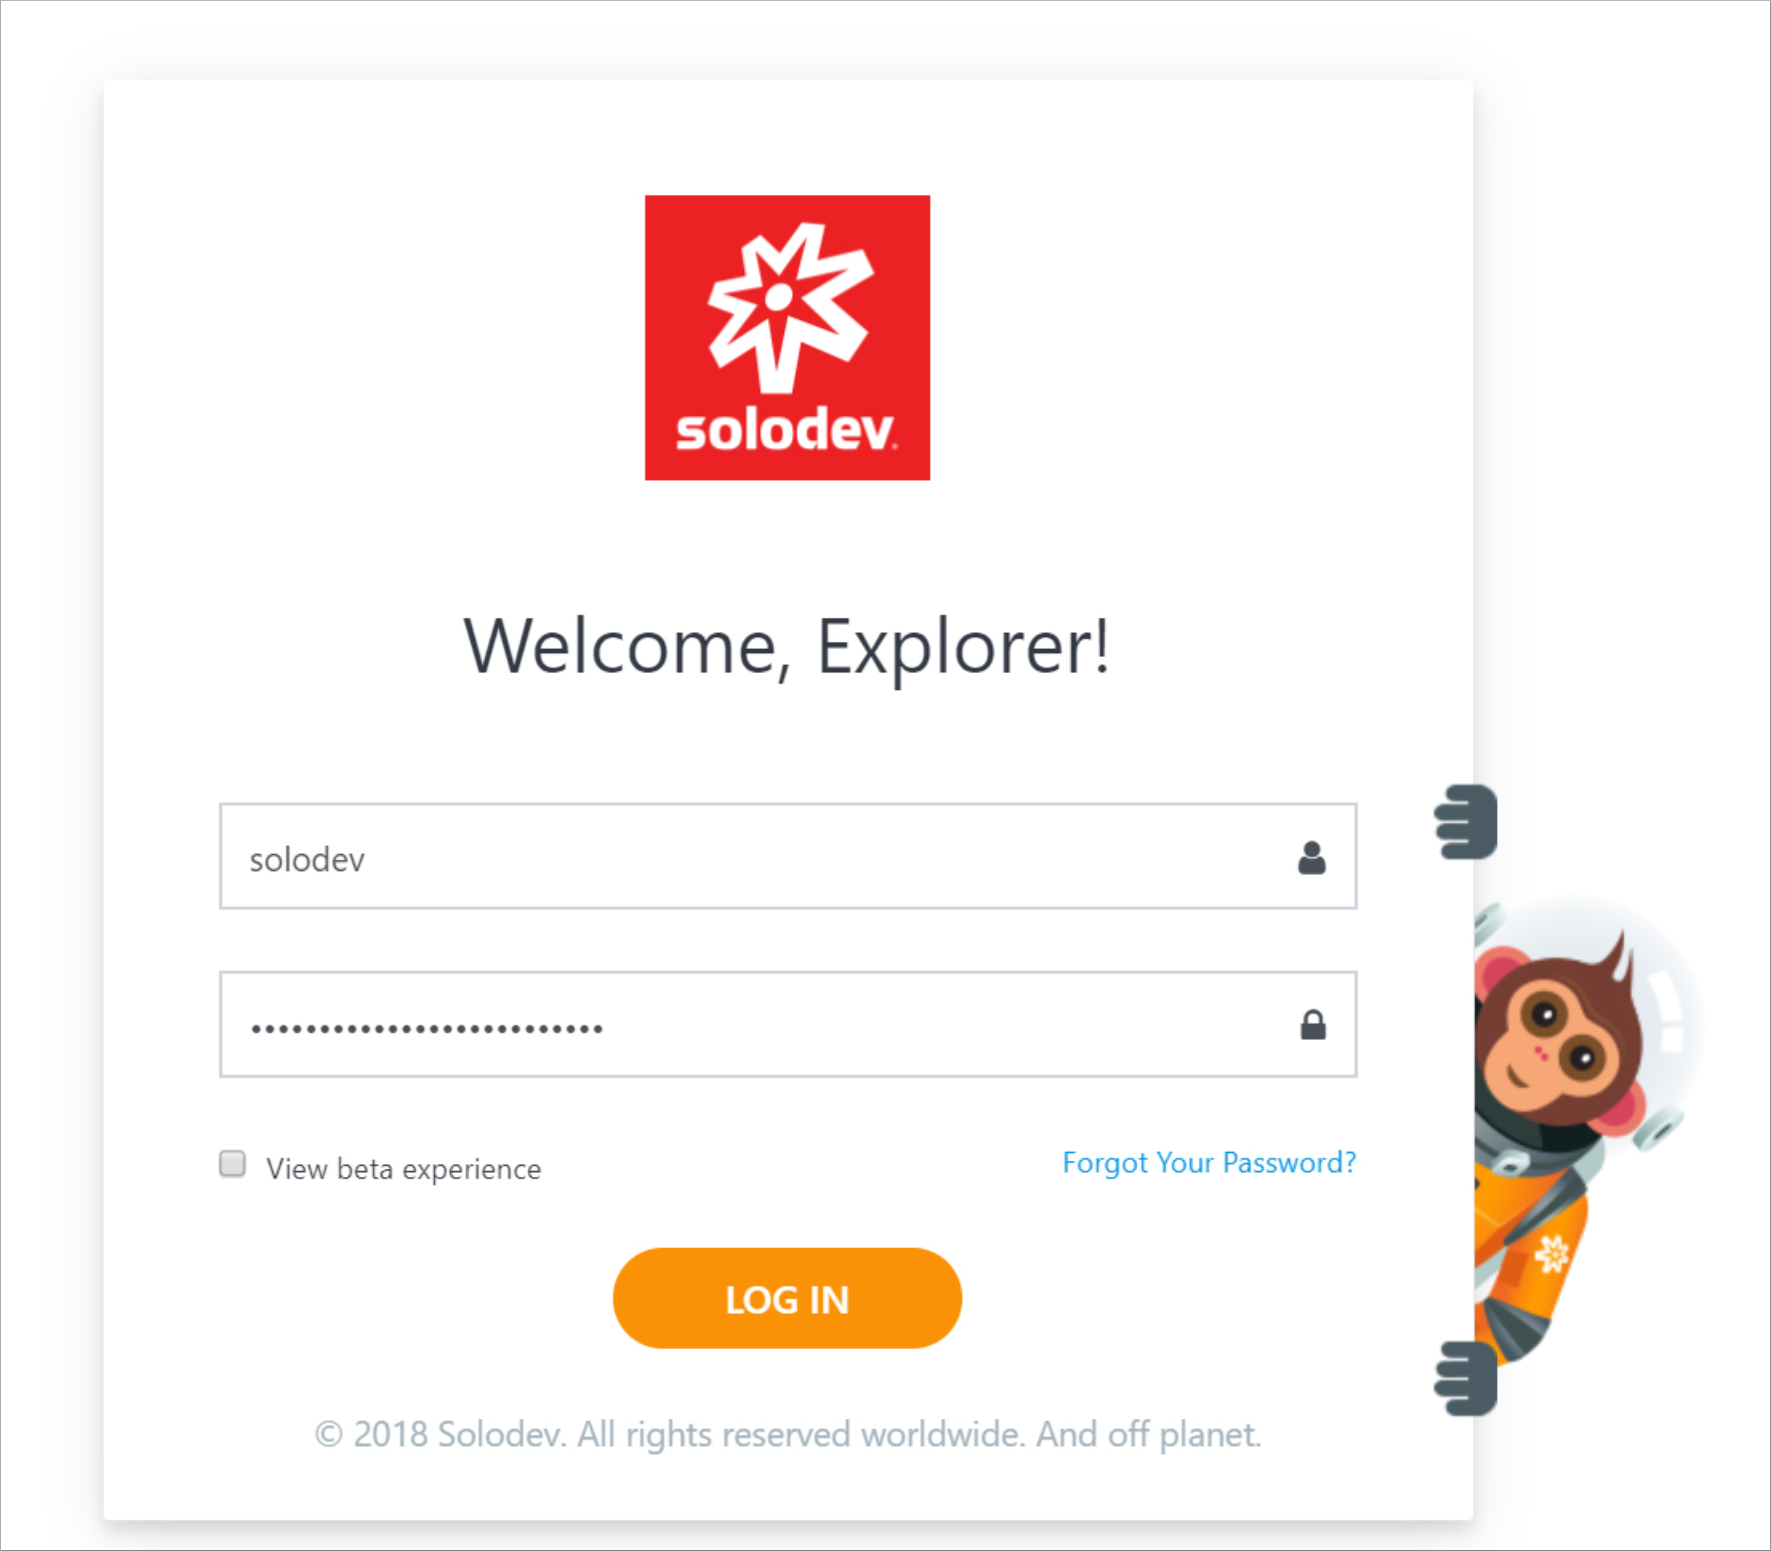 solodev
Welcome, Explorer!
solodev
••••••••••••••••••••••••••
View beta experience
Forgot Your Password?
LOG IN
© 2018 Solodev. All rights reserved worldwide. And off planet.